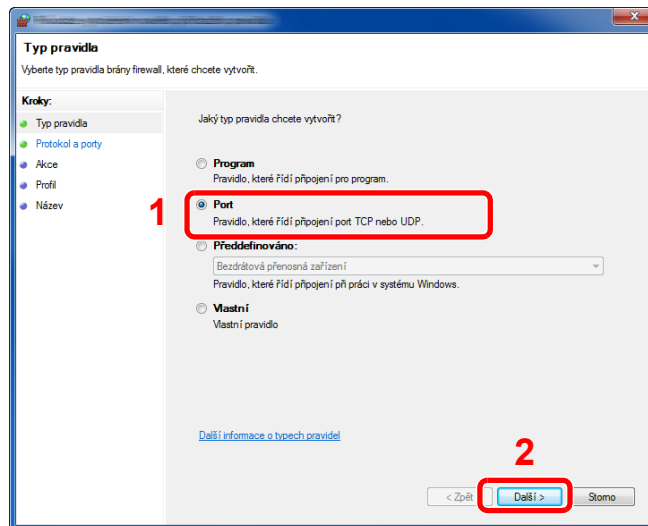 Typ pravidla
Vyberte typ pravidla brány firewall, které chcete vytvořit.
Kroky:
Typ pravidla
Protokol a porty
Akce
Profil
Název
Jaký typ pravidla chcete vytvořit?
Program
Pravidlo, které řídí připojení pro program.
1
Port
Pravidlo, které řídí připojení port TCP nebo UDP.
Předdefinováno:
Bezdrátová přenosná zařízení
Pravidlo, které řídí připojení při práci v systému Windows.
Vlastní
Vlastní pravidlo
Další informace o typech pravidel
2
< Zpět
Další >
Storno